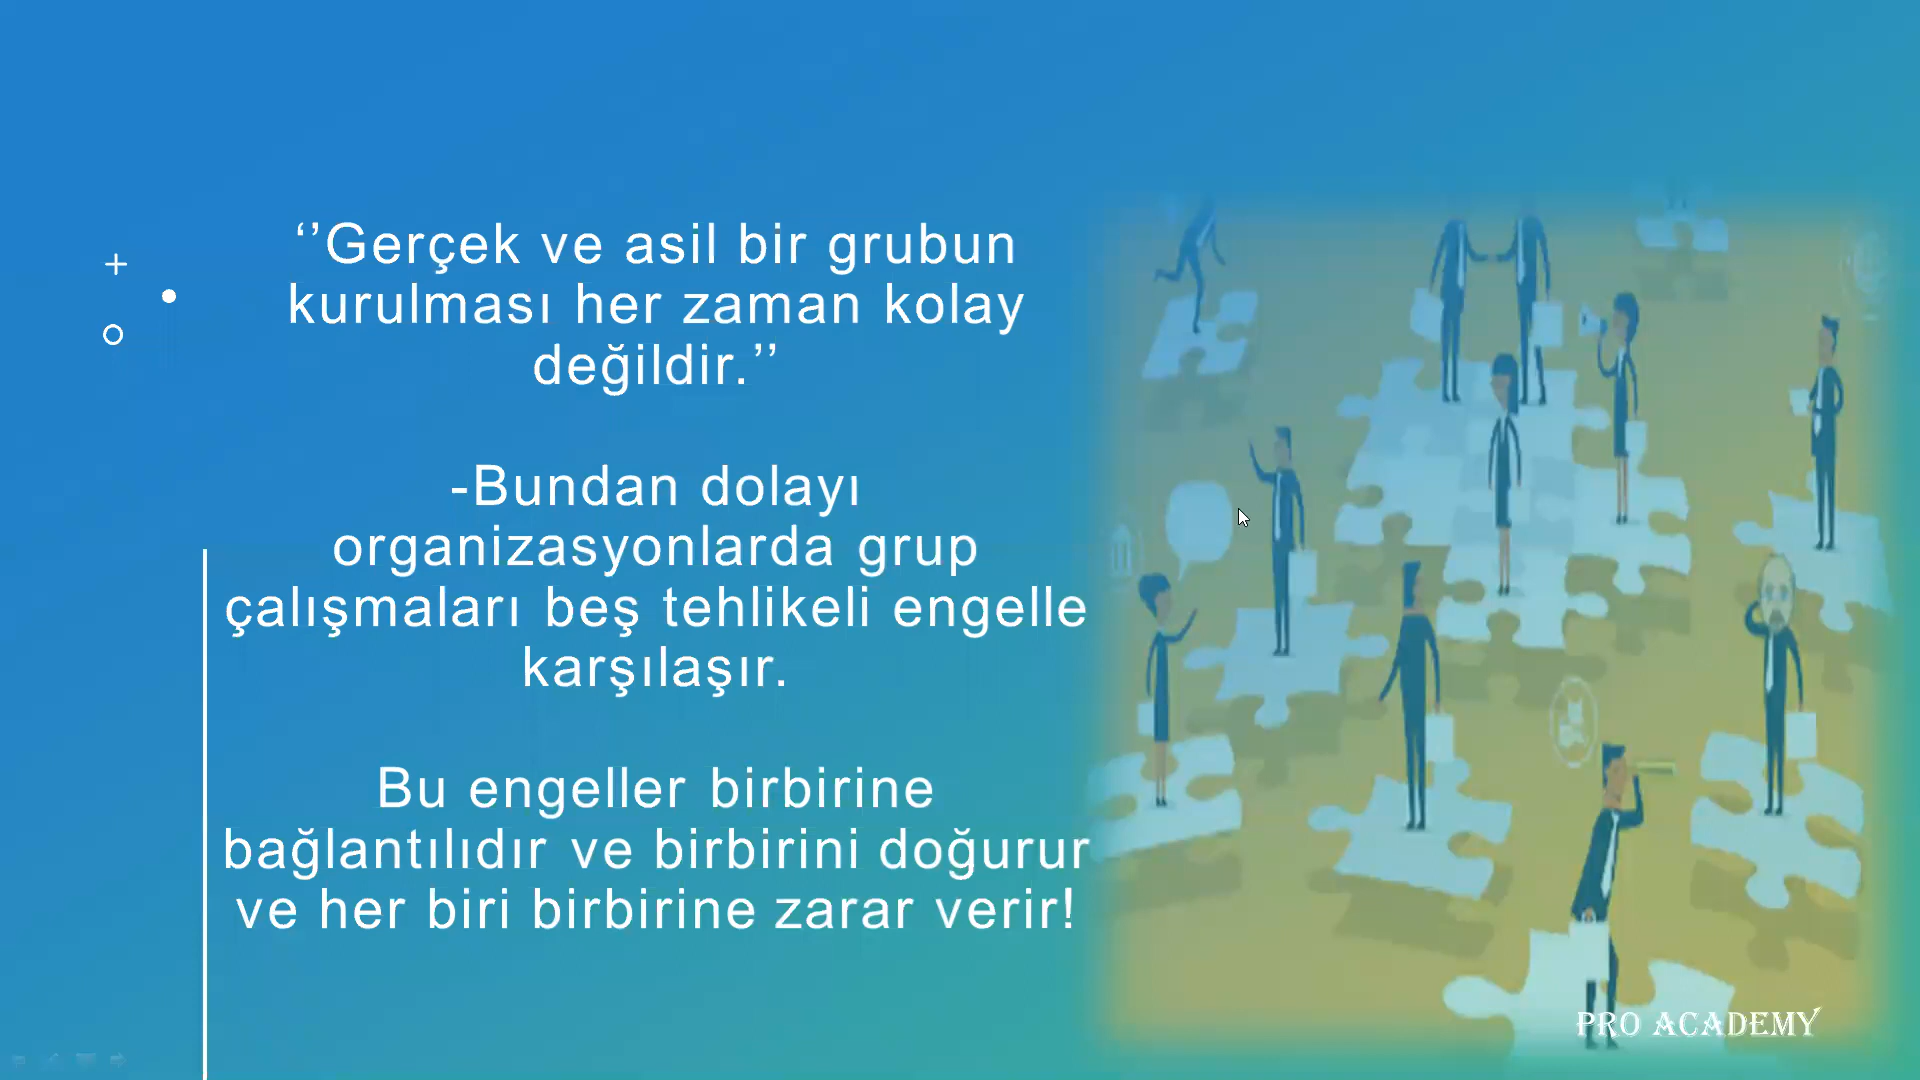 ‘’Gerçek ve asil bir grubun
kurulması her zaman kolay
değildir.’’
-Bundan dolayı
organizasyonlarda grup
çalışmaları beş tehlikeli engelle
karşılaşır.
Bu engeller birbirine
bağlantılıdır ve birbirini doğurur
ve her biri birbirine zarar verir!
PRO ACADEMY